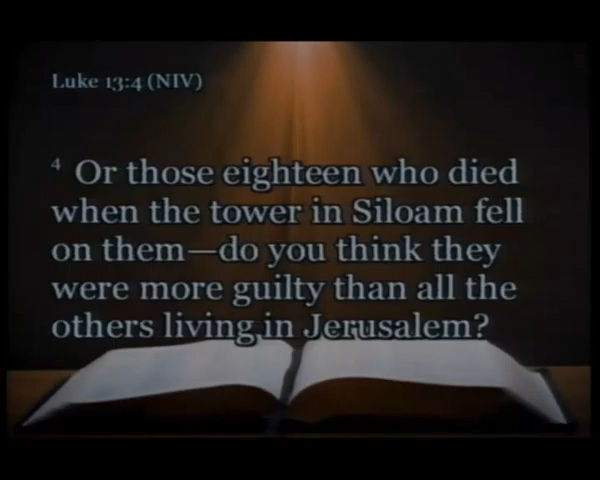 Luke 13:4 (NIV)
4 Or those eighteen who died
when the tower in Siloam fell
on them—do you think they
were more guilty than all the
others living in Jerusalem?